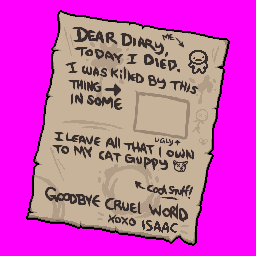 DEAR DIARY,
ME
TODAY I DIED.
I WAS KILLED BY THIS
THING
IN SOME
UGLY
I LEAVE ALL THAT I OWN
TO MY CAT GUPPY
COOL STUFF!
GOODBYE CRUEL WORLD
XOXO ISAAC